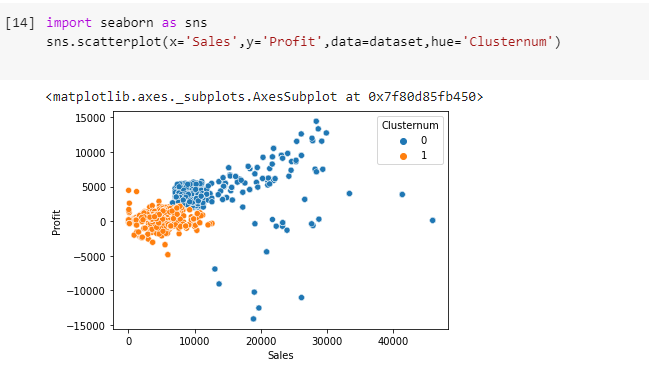 [14] import seaborn as sns
sns.scatterplot(x='Sales',y='Profit',data=dataset,hue='Clusternum')
<matplotlib.axes._subplots.AxesSubplot at 0x7f80d85fb450>
Clusternum
0
1
15000
10000
5000
0
−5000
−10000
−15000
Profit
0 10000 20000 30000 40000
Sales